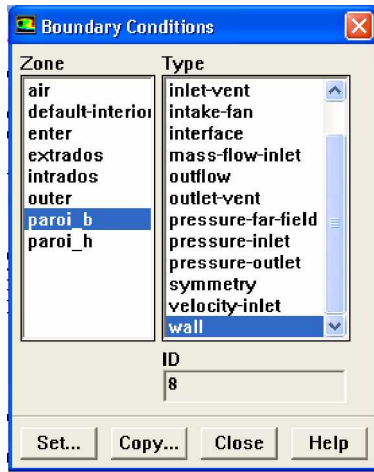 Boundary Conditions
Zone
air
default-interior
enter
extrados
intrados
outer
paroi_b
paroi_h
Type
inlet-vent
intake-fan
interface
mass-flow-inlet
outflow
outlet-vent
pressure-far-field
pressure-inlet
pressure-outlet
symmetry
velocity-inlet
wall
ID
8
Set... Copy... Close Help